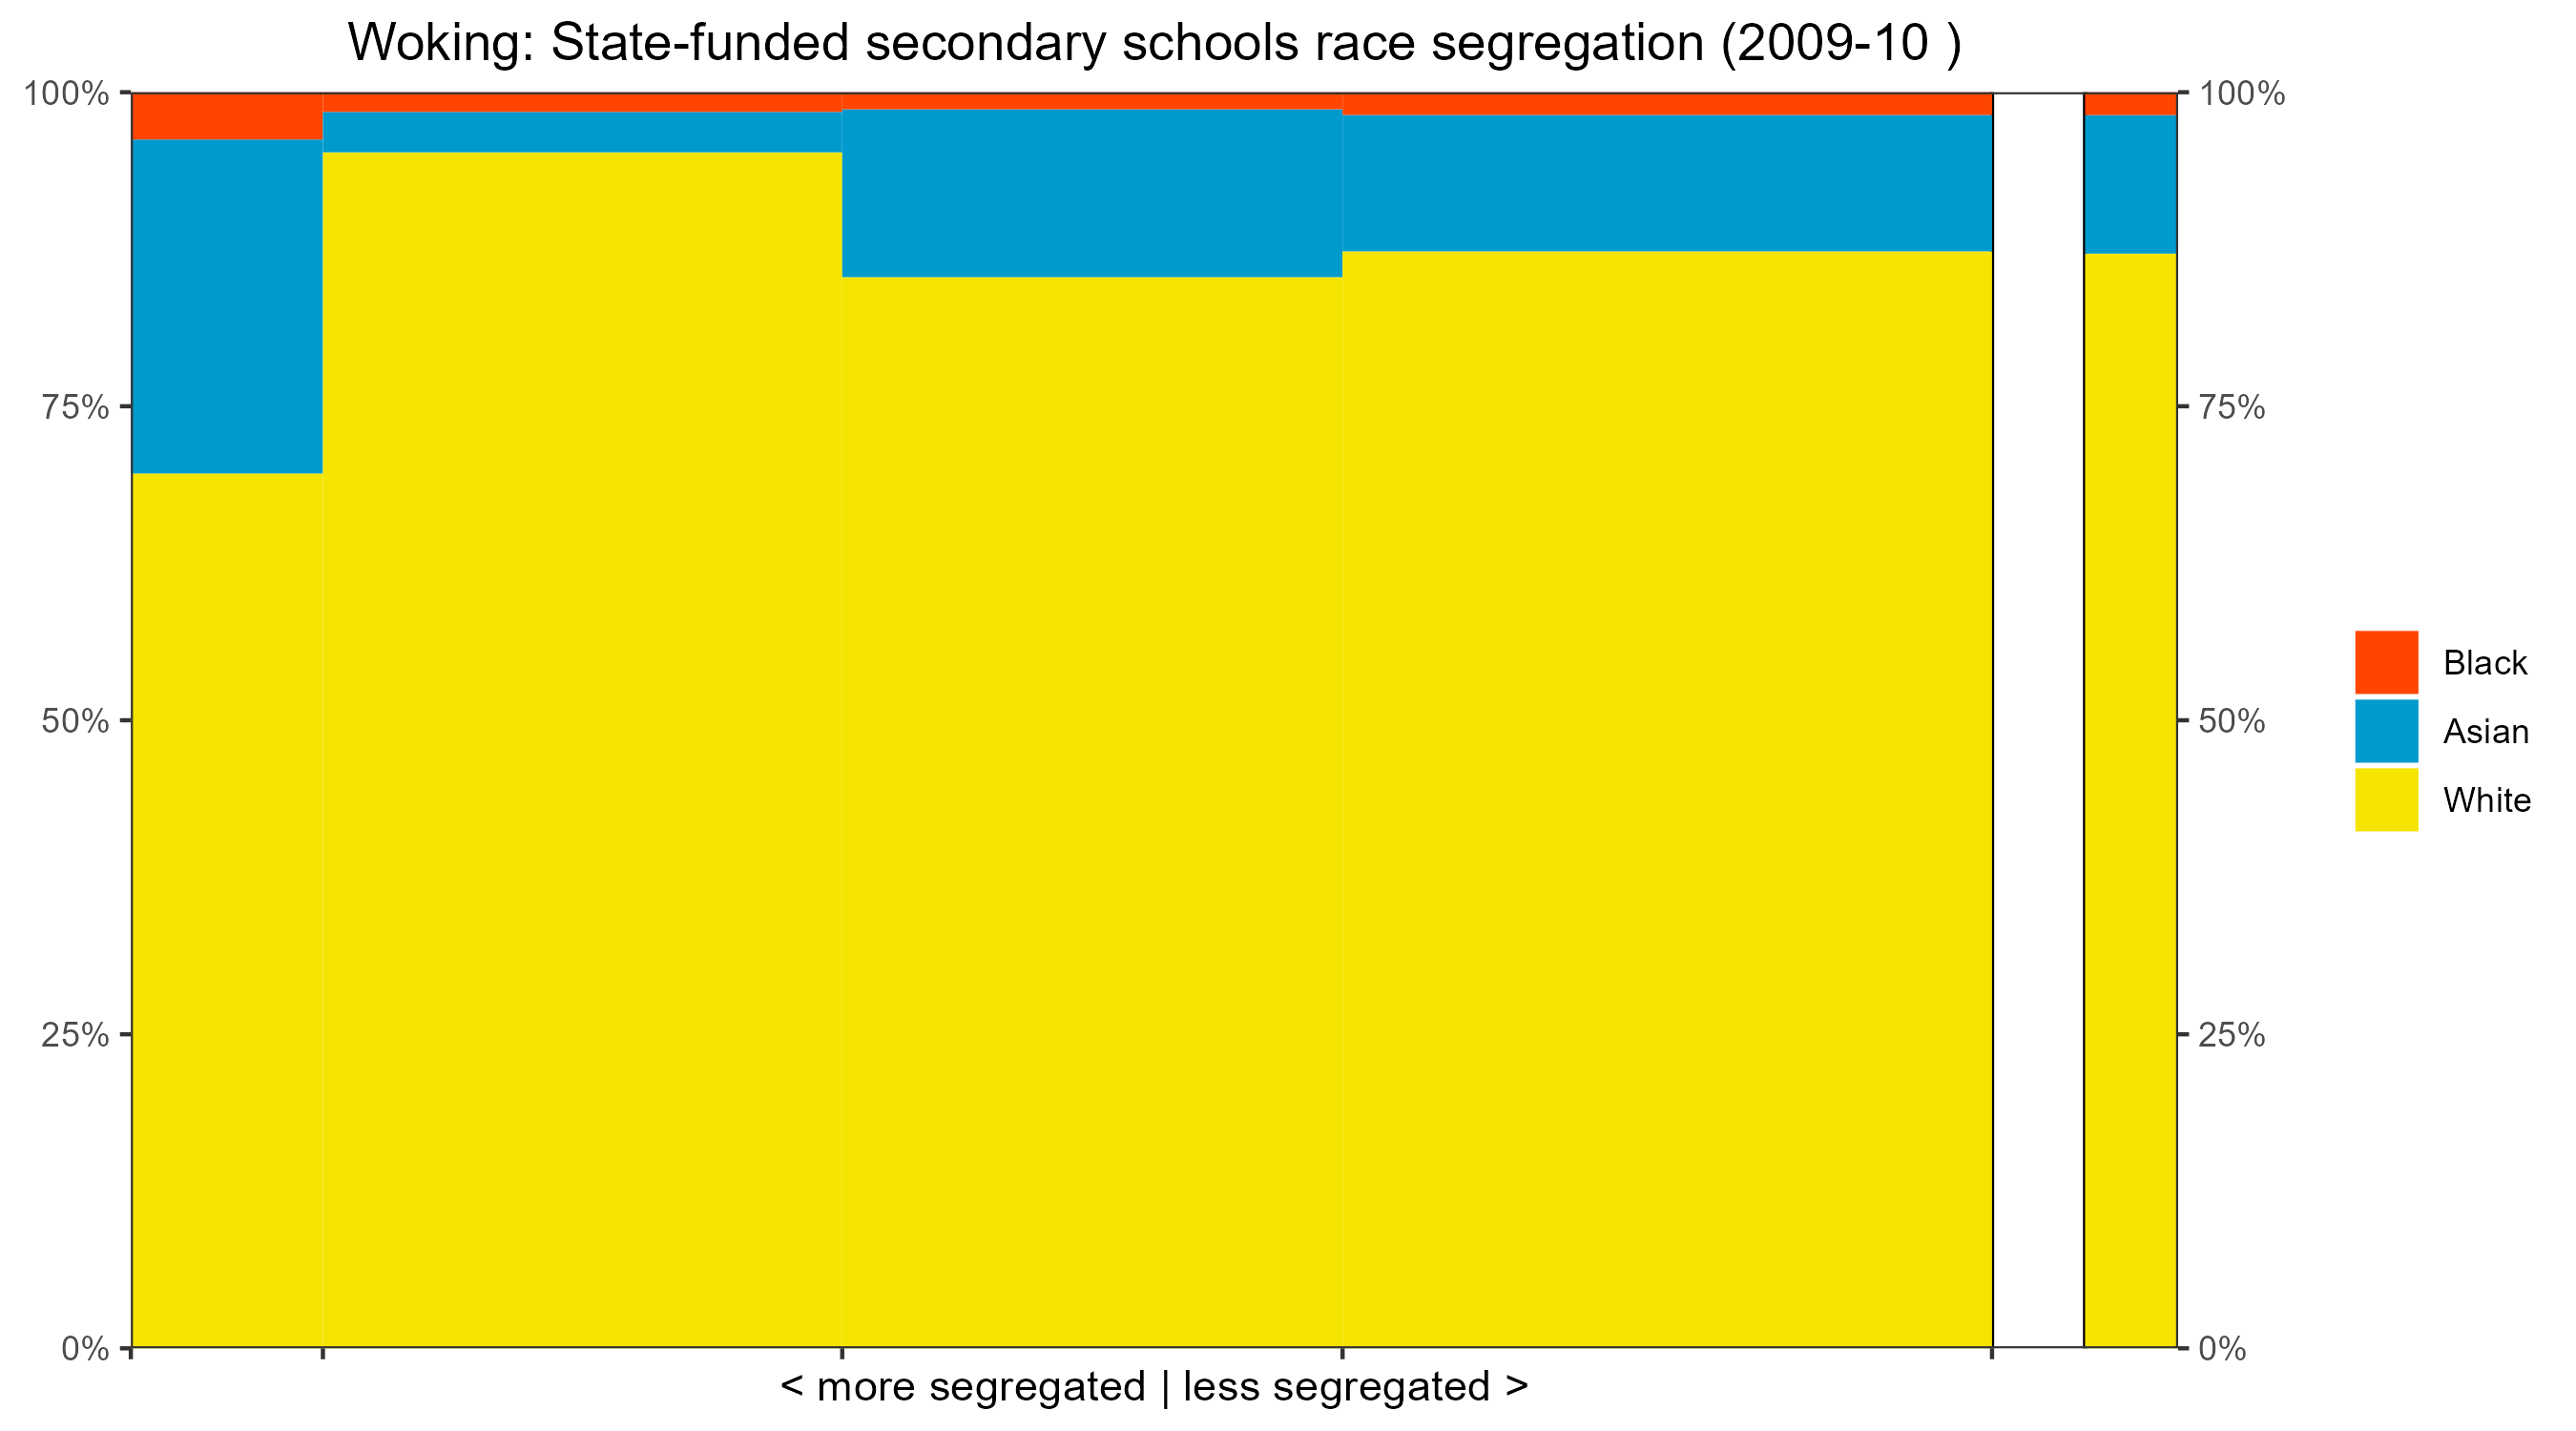 Woking: State-funded secondary schools race segregation (2009-10 )
100%
75%
50%
25%
0%
100%
75%
50%
25%
0%
Black
Asian
White
< more segregated | less segregated >